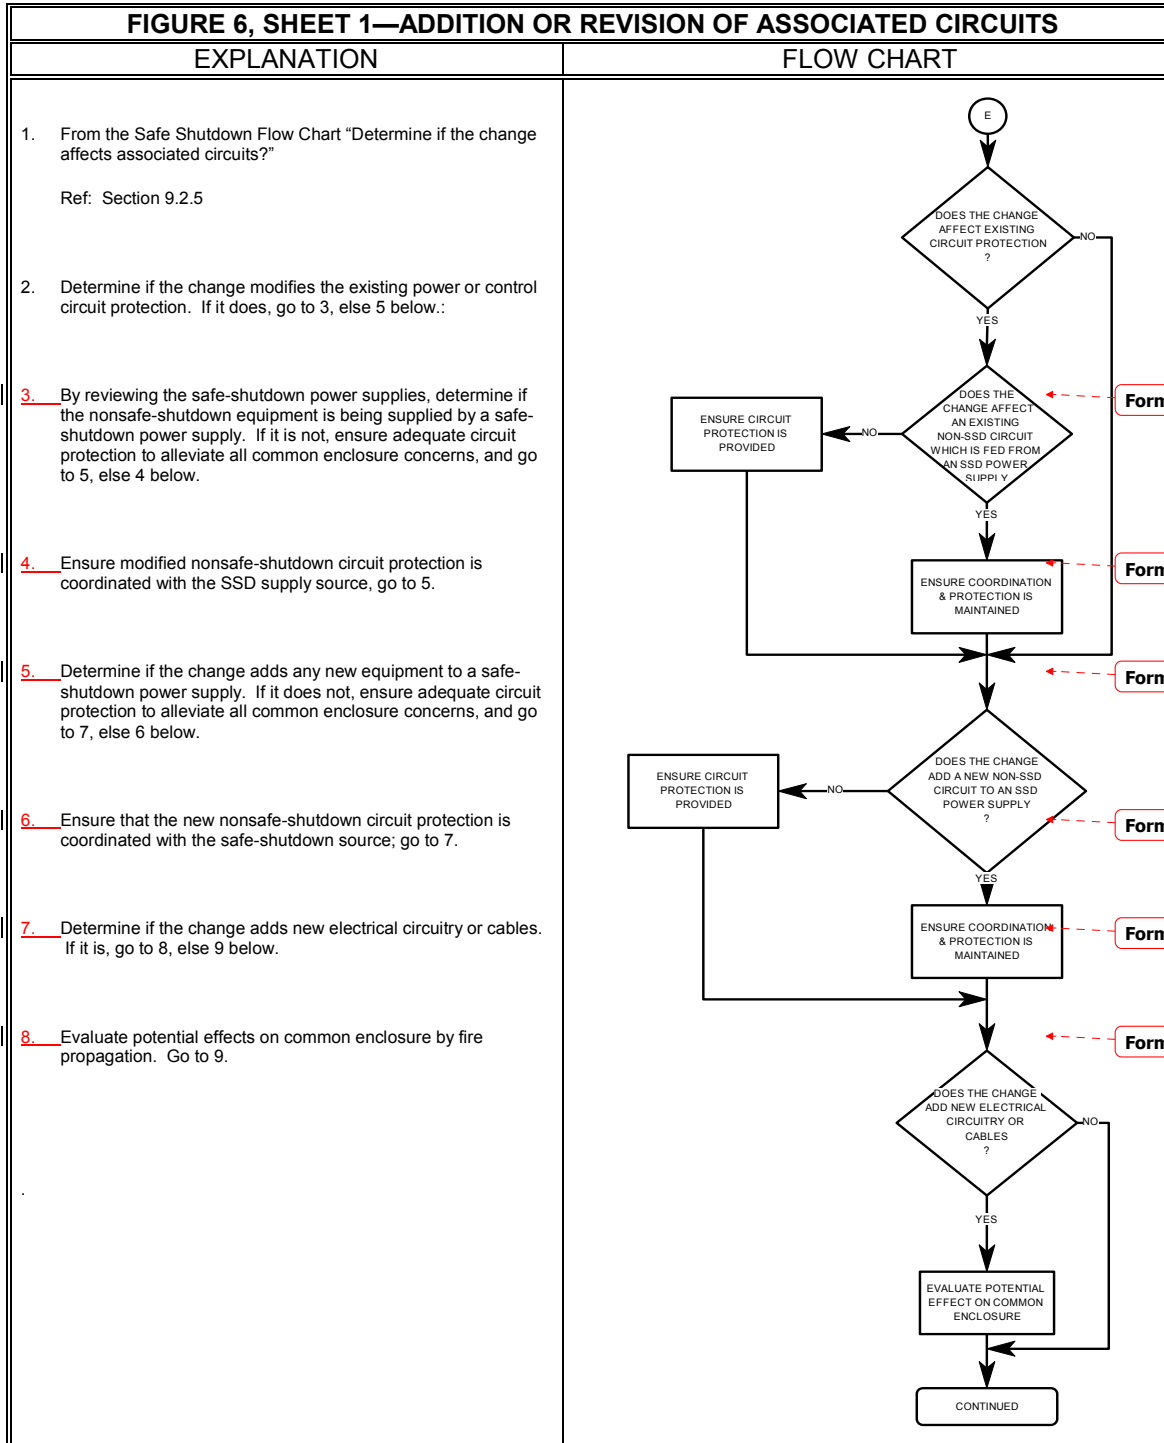 FIGURE 6, SHEET 1—ADDITION OR REVISION OF ASSOCIATED CIRCUITS
EXPLANATION
FLOW CHART
1. From the Safe Shutdown Flow Chart “Determine if the change
affects associated circuits?”
Ref: Section 9.2.5
2. Determine if the change modifies the existing power or control
circuit protection. If it does, go to 3, else 5 below.:
3. By reviewing the safe-shutdown power supplies, determine if
the nonsafe-shutdown equipment is being supplied by a safe-
shutdown power supply. If it is not, ensure adequate circuit
protection to alleviate all common enclosure concerns, and go
to 5, else 4 below.
4. Ensure modified nonsafe-shutdown circuit protection is
coordinated with the SSD supply source, go to 5.
5. Determine if the change adds any new equipment to a safe-
shutdown power supply. If it does not, ensure adequate circuit
protection to alleviate all common enclosure concerns, and go
to 7, else 6 below.
6. Ensure that the new nonsafe-shutdown circuit protection is
coordinated with the safe-shutdown source; go to 7.
7. Determine if the change adds new electrical circuitry or cables.
If it is, go to 8, else 9 below.
8. Evaluate potential effects on common enclosure by fire
propagation. Go to 9.
.
E
DOES THE CHANGE
AFFECT EXISTING
CIRCUIT PROTECTION
?
NO
YES
DOES THE
CHANGE AFFECT
AN EXISTING
NON-SSD CIRCUIT
WHICH IS FED FROM
AN SSD POWER
SUPPLY
NO
ENSURE CIRCUIT
PROTECTION IS
PROVIDED
YES
ENSURE COORDINATION
& PROTECTION IS
MAINTAINED
DOES THE CHANGE
ADD A NEW NON-SSD
CIRCUIT TO AN SSD
POWER SUPPLY
?
NO
ENSURE CIRCUIT
PROTECTION IS
PROVIDED
YES
ENSURE COORDINATION
& PROTECTION IS
MAINTAINED
DOES THE CHANGE
ADD NEW ELECTRICAL
CIRCUITRY OR
CABLES
?
NO
YES
EVALUATE POTENTIAL
EFFECT ON COMMON
ENCLOSURE
CONTINUED
Form
Form
Form
Form
Form
Form